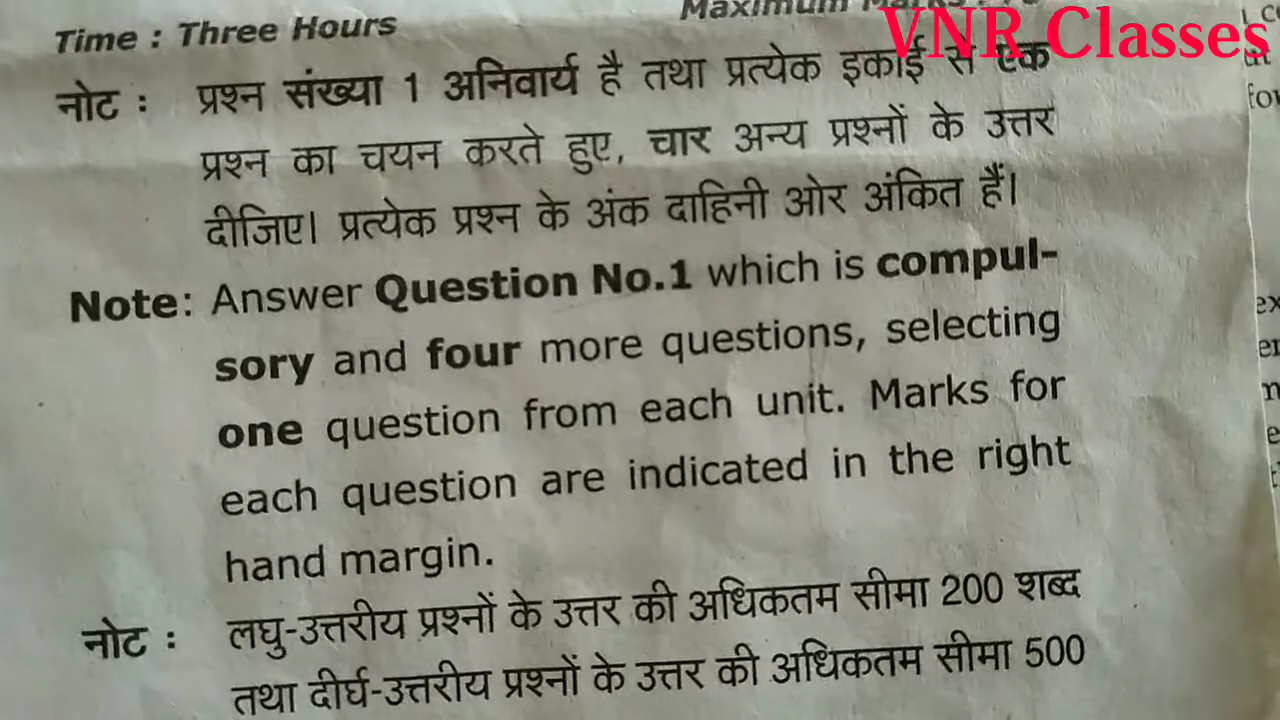 Time : Three Hours
Maximum Marks :
VNR Classes
नोट : प्रश्न संख्या 1 अनिवार्य है तथा प्रत्येक इकाई से एक
प्रश्न का चयन करते हुए, चार अन्य प्रश्नों के उत्तर
दीजिए। प्रत्येक प्रश्न के अंक दाहिनी ओर अंकित हैं।
Note: Answer Question No.1 which is compul-
sory and four more questions, selecting
one question from each unit. Marks for
each question are indicated in the right
hand margin.
नोट : लघु-उत्तरीय प्रश्नों के उत्तर की अधिकतम सीमा 200 शब्द
तथा दीर्घ-उत्तरीय प्रश्नों के उत्तर की अधिकतम सीमा 500